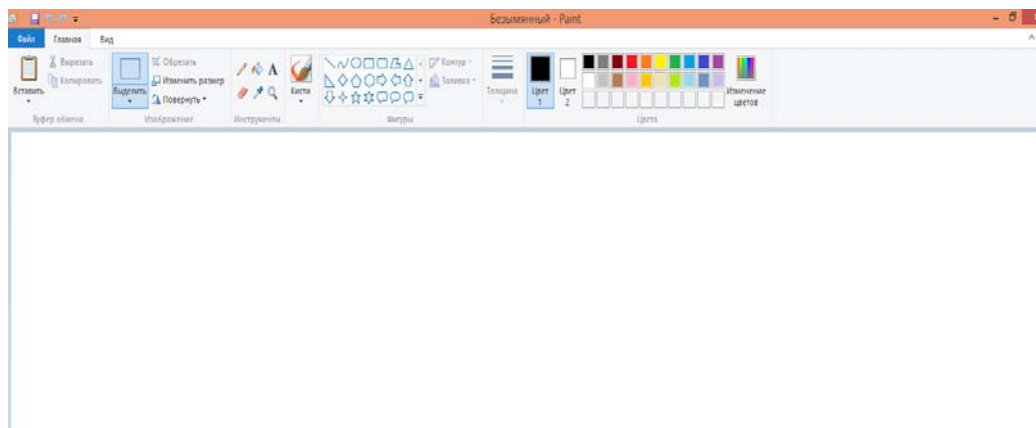 Безымянный - Paint
Файл Главная Вид
Вставить
Вырезать
Копировать
Буфер обмена
Выделить
Обрезать
Изменить размер
Повернуть
Изображение
A
Инструменты
Кисти
Фигуры
Контур
Заливка
Толщина
Цвет 1
Цвет 2
Цвета
Изменение цветов